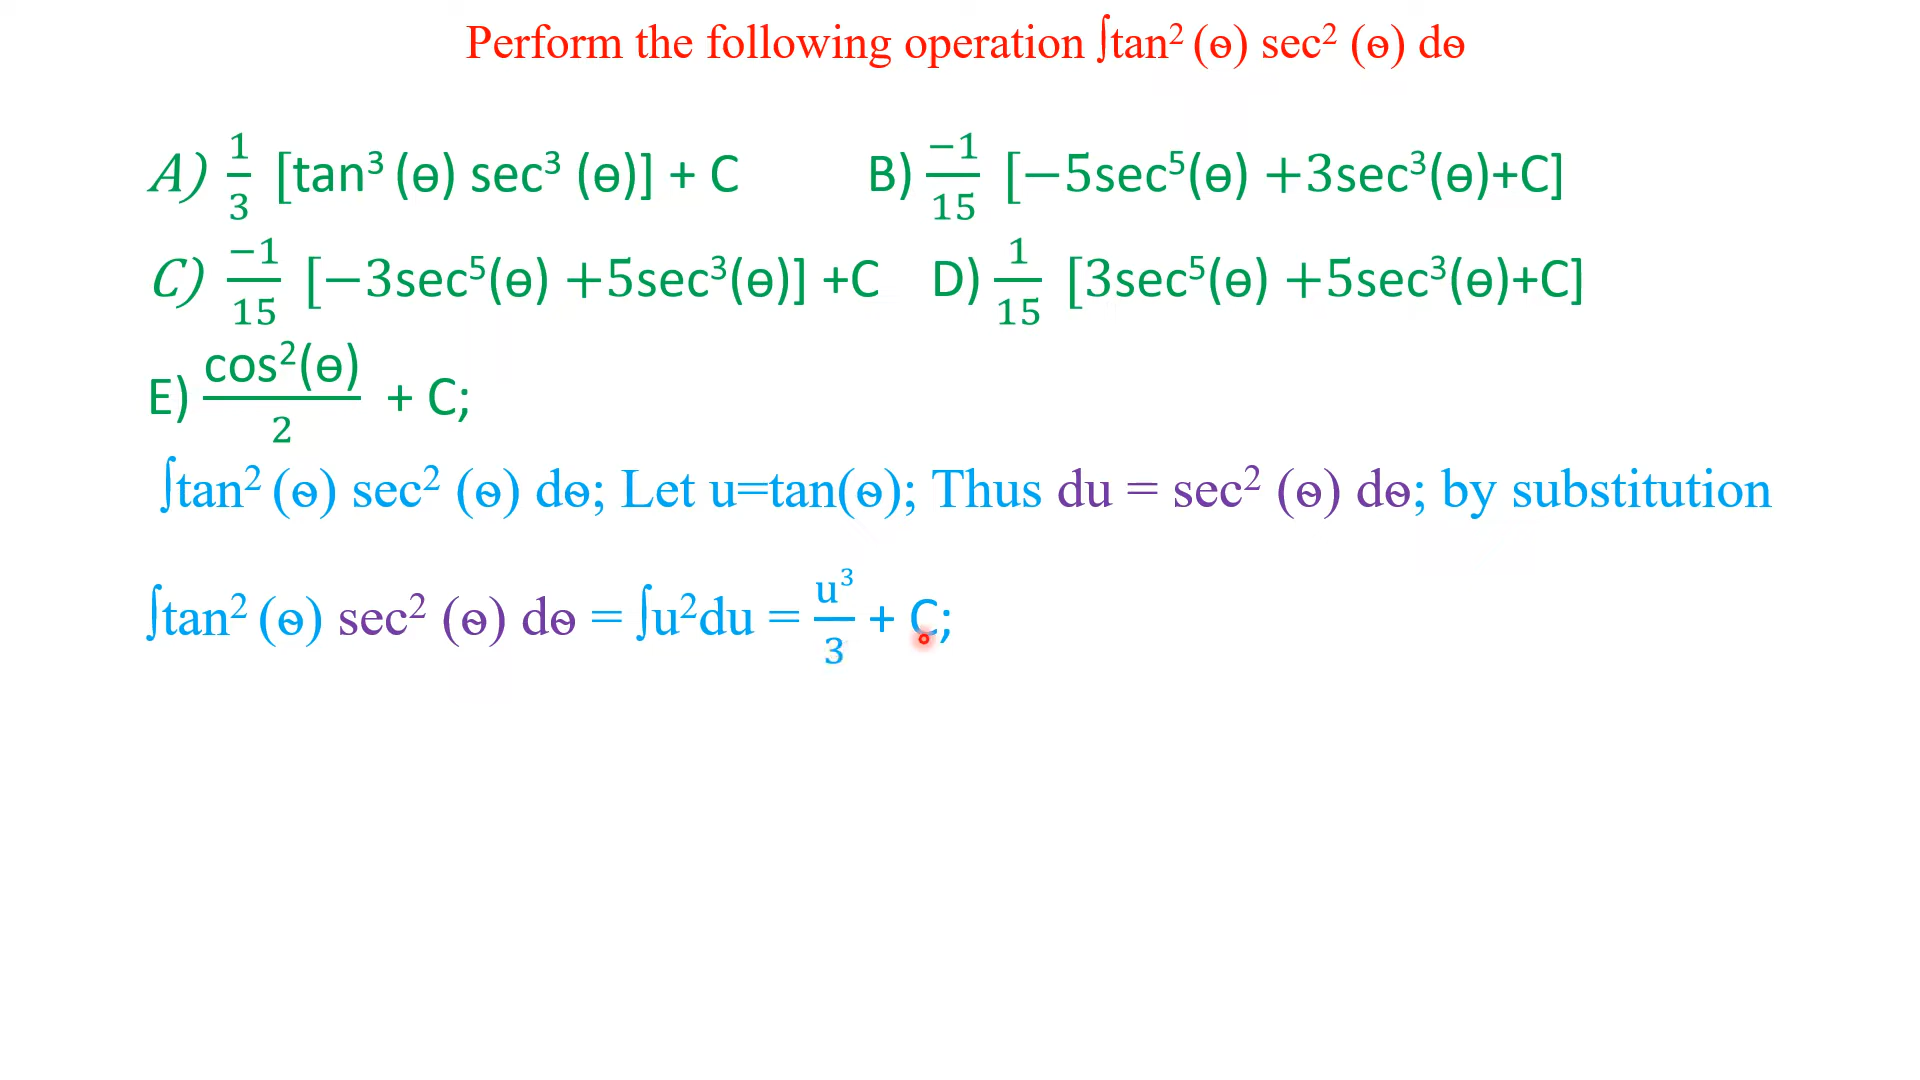 Perform the following operation ∫tan² (ɵ) sec² (ɵ) dɵ
A) 1/3 [tan³ (ɵ) sec³ (ɵ)] + C B) −1/15 [−5sec⁵(ɵ) +3sec³(ɵ)+C]
C) −1/15 [−3sec⁵(ɵ) +5sec³(ɵ)] +C D) 1/15 [3sec⁵(ɵ) +5sec³(ɵ)+C]
E) cos²(ɵ)/2 + C;
∫tan² (ɵ) sec² (ɵ) dɵ; Let u=tan(ɵ); Thus du = sec² (ɵ) dɵ; by substitution
∫tan² (ɵ) sec² (ɵ) dɵ = ∫u²du = u³/3 + C;